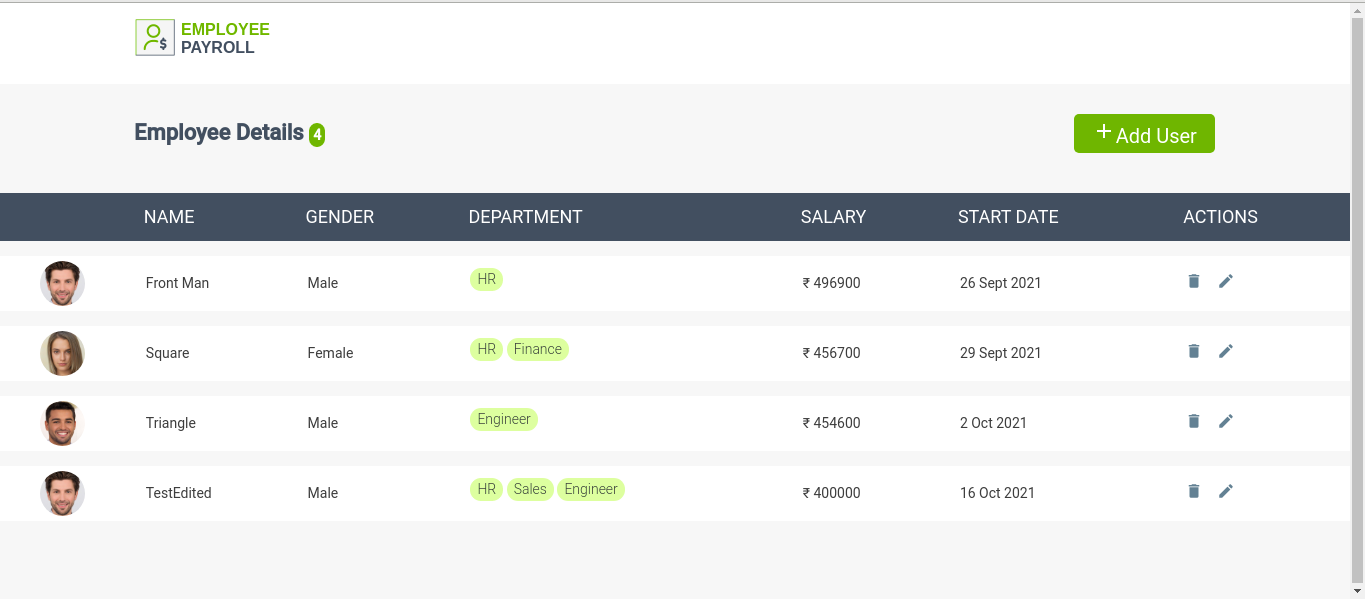 EMPLOYEE
PAYROLL
Employee Details 4
+ Add User
NAME GENDER DEPARTMENT SALARY START DATE ACTIONS
Front Man Male HR ₹ 496900 26 Sept 2021
Square Female HR Finance ₹ 456700 29 Sept 2021
Triangle Male Engineer ₹ 454600 2 Oct 2021
TestEdited Male HR Sales Engineer ₹ 400000 16 Oct 2021